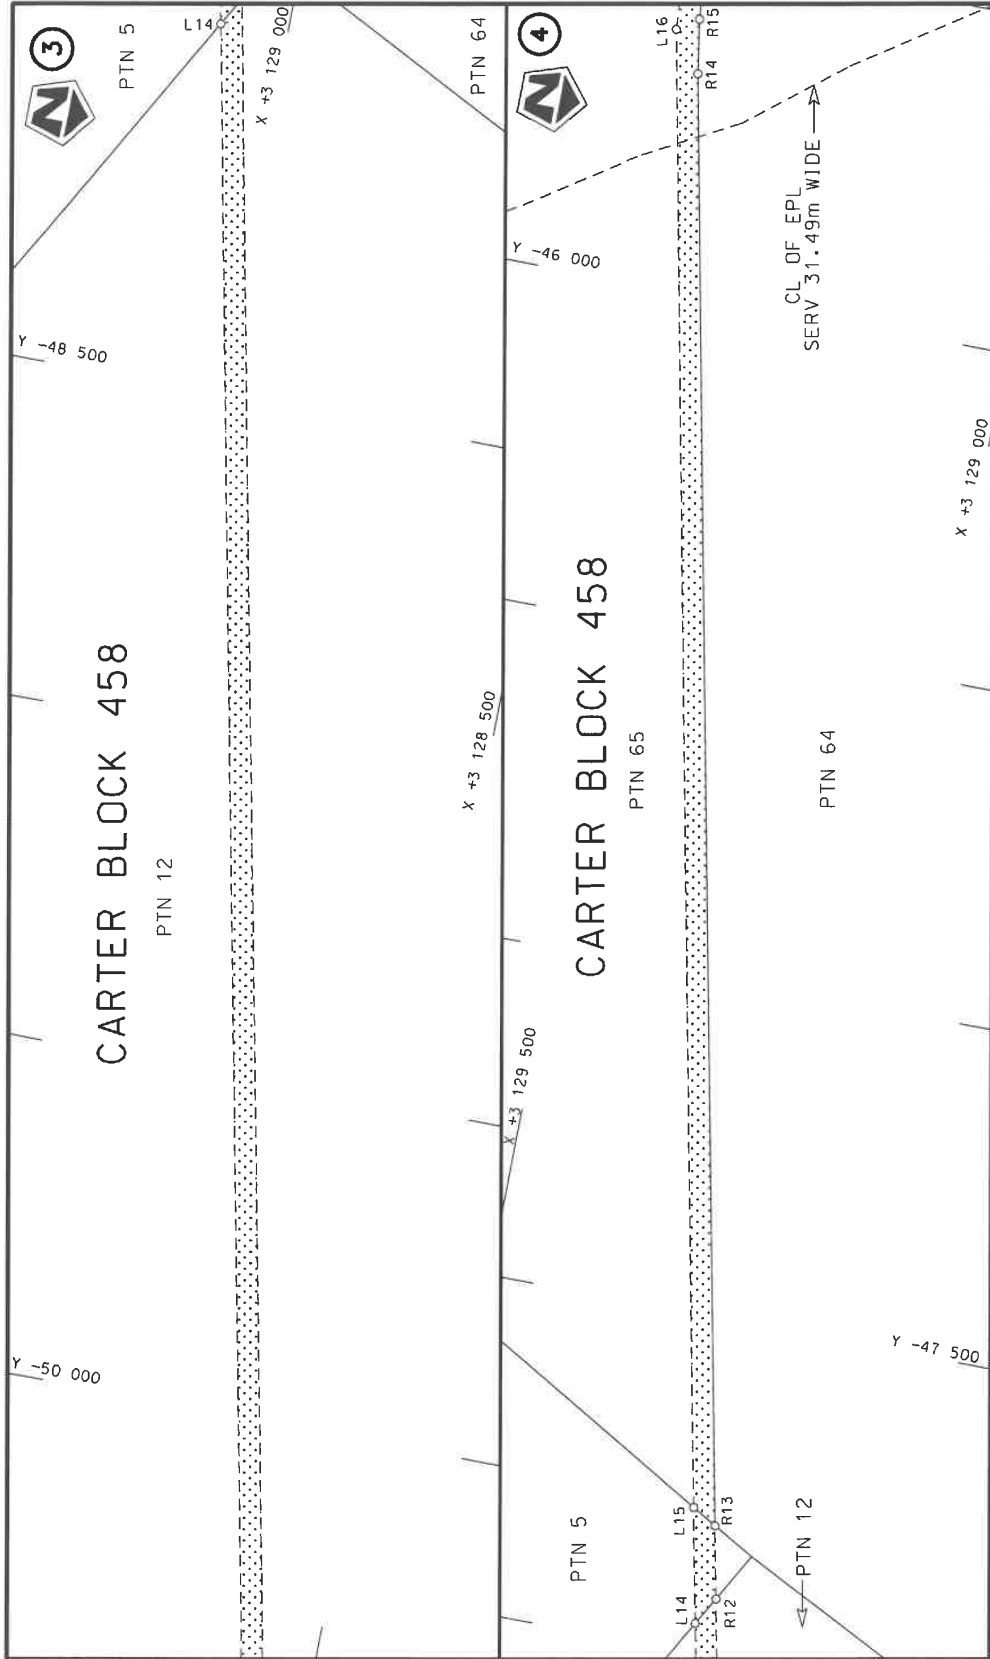 3
N
PTN 5
L14
X +3 129 000
PTN 64
Y -48 500
CARTER BLOCK 458
PTN 12
X +3 128 500
Y -50 000
4
N
L16
R15
R14
Y -46 000
CL OF EPL
SERV 31.49m WIDE
X +3 129 000
CARTER BLOCK 458
PTN 65
PTN 64
X +3 129 500
Y -47 500
PTN 5
L15
R13
L14
R12
PTN 12